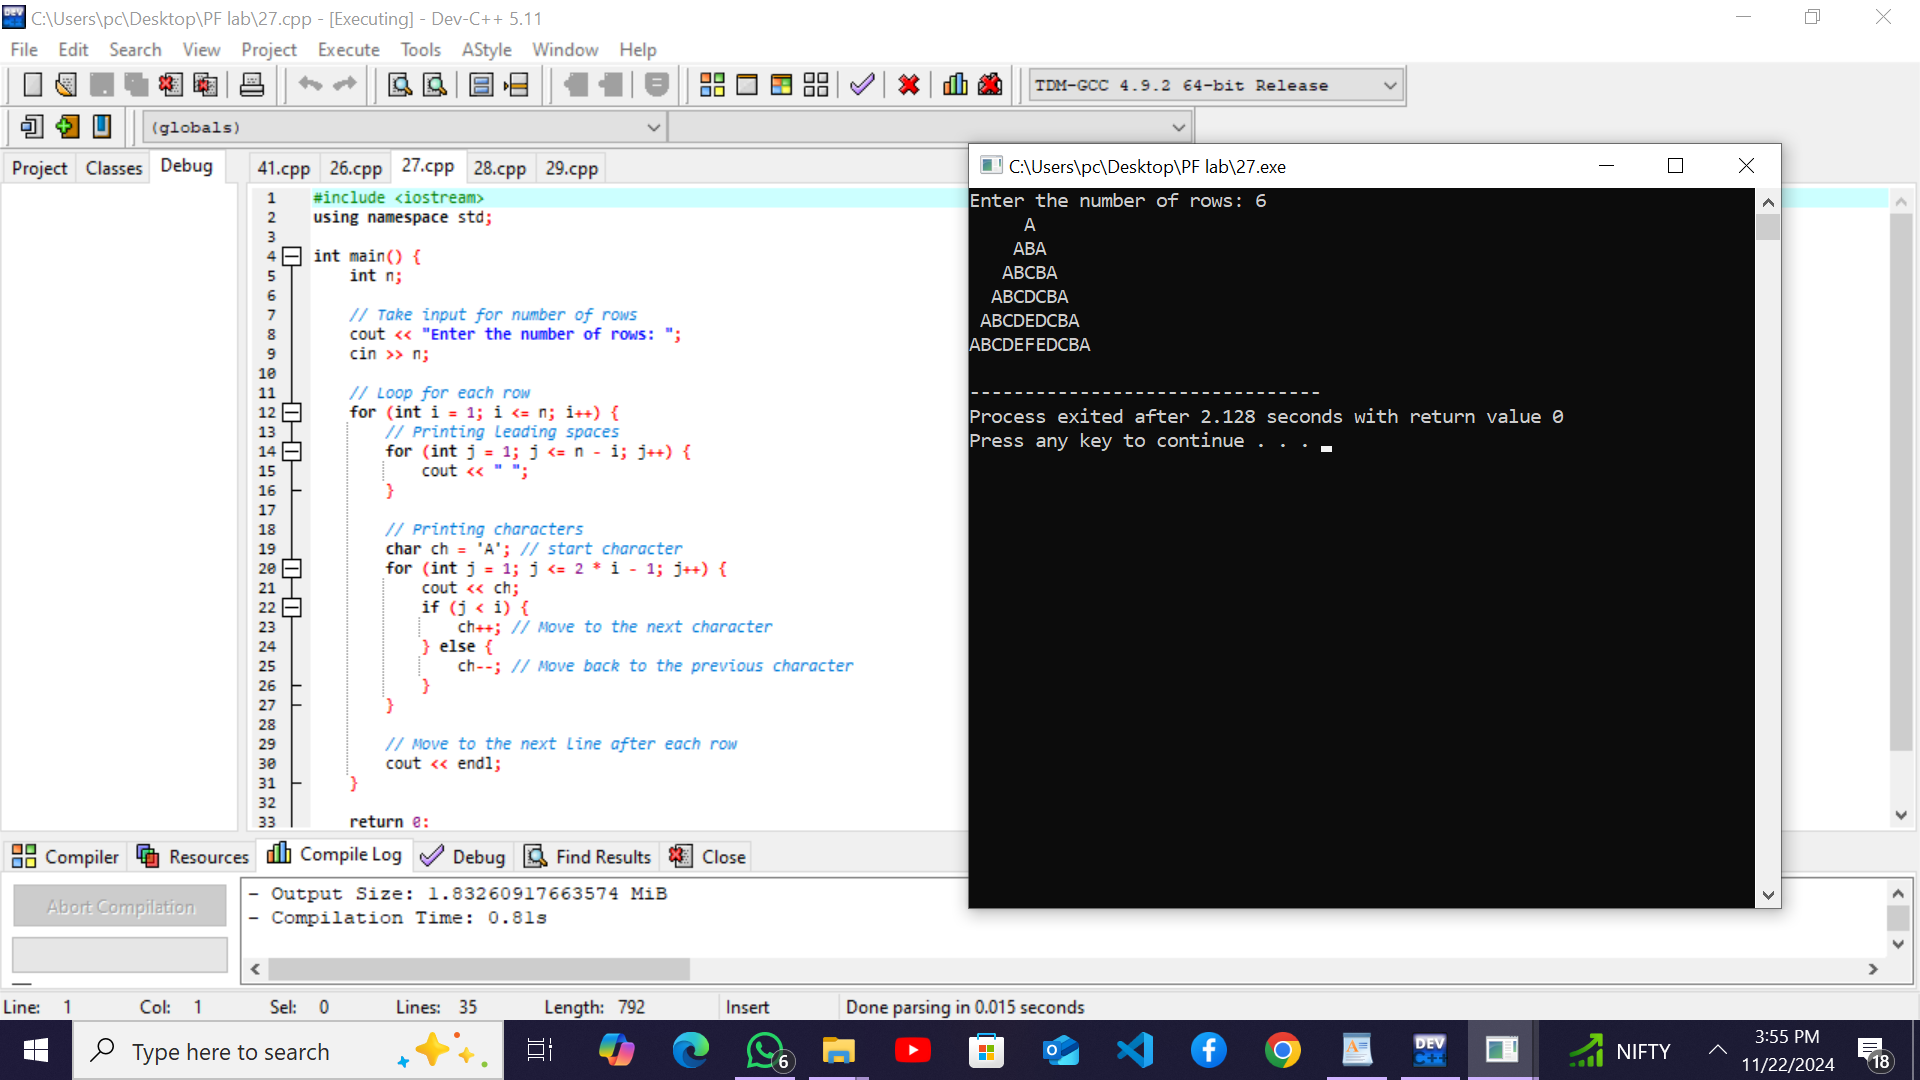 C:\Users\pc\Desktop\PF lab\27.cpp - [Executing] - Dev-C++ 5.11
File Edit Search View Project Execute Tools AStyle Window Help
TDM-GCC 4.9.2 64-bit Release
(globals)
Project Classes Debug
41.cpp 26.cpp 27.cpp 28.cpp 29.cpp
1 #include <iostream>
2 using namespace std;
3
4 int main() {
5     int n;
6
7     // Take input for number of rows
8     cout << "Enter the number of rows: ";
9     cin >> n;
10
11     // Loop for each row
12     for (int i = 1; i <= n; i++) {
13         // Printing leading spaces
14         for (int j = 1; j <= n - i; j++) {
15             cout << " ";
16         }
17
18         // Printing characters
19         char ch = 'A'; // start character
20         for (int j = 1; j <= 2 * i - 1; j++) {
21             cout << ch;
22             if (j < i) {
23                 ch++; // Move to the next character
24             } else {
25                 ch--; // Move back to the previous character
26             }
27         }
28
29         // Move to the next line after each row
30         cout << endl;
31     }
32
33     return 0;
C:\Users\pc\Desktop\PF lab\27.exe
Enter the number of rows: 6
     A
    ABA
   ABCBA
  ABCDCBA
 ABCDEDCBA
ABCDEFEDCBA
--------------------------------
Process exited after 2.128 seconds with return value 0
Press any key to continue . . .
Compiler Resources Compile Log Debug Find Results Close
Abort Compilation
- Output Size: 1.83260917663574 MiB
- Compilation Time: 0.81s
Line: 1 Col: 1 Sel: 0 Lines: 35 Length: 792 Insert Done parsing in 0.015 seconds
Type here to search
6
DEV C++
NIFTY
3:55 PM
11/22/2024
18